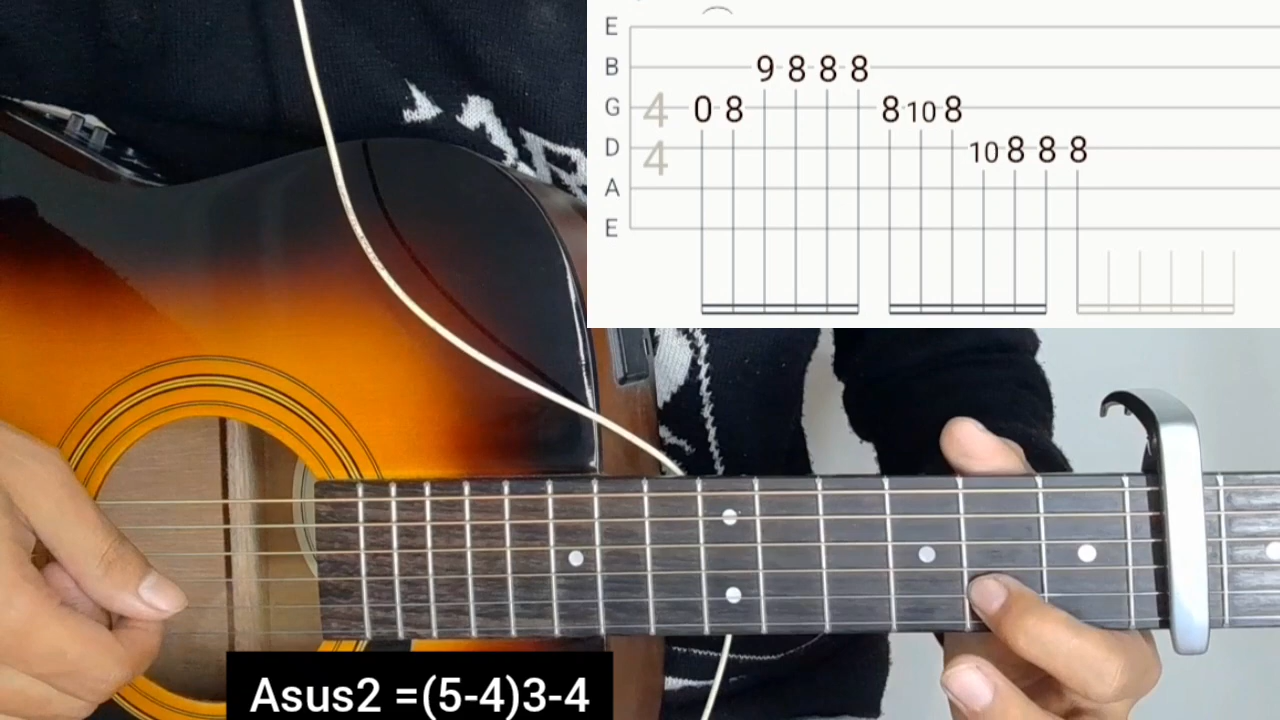 E
B 9 8 8 8
G 4 0 8 8 10 8
D 4 10 8 8 8
A
E
Asus2 =(5-4)3-4